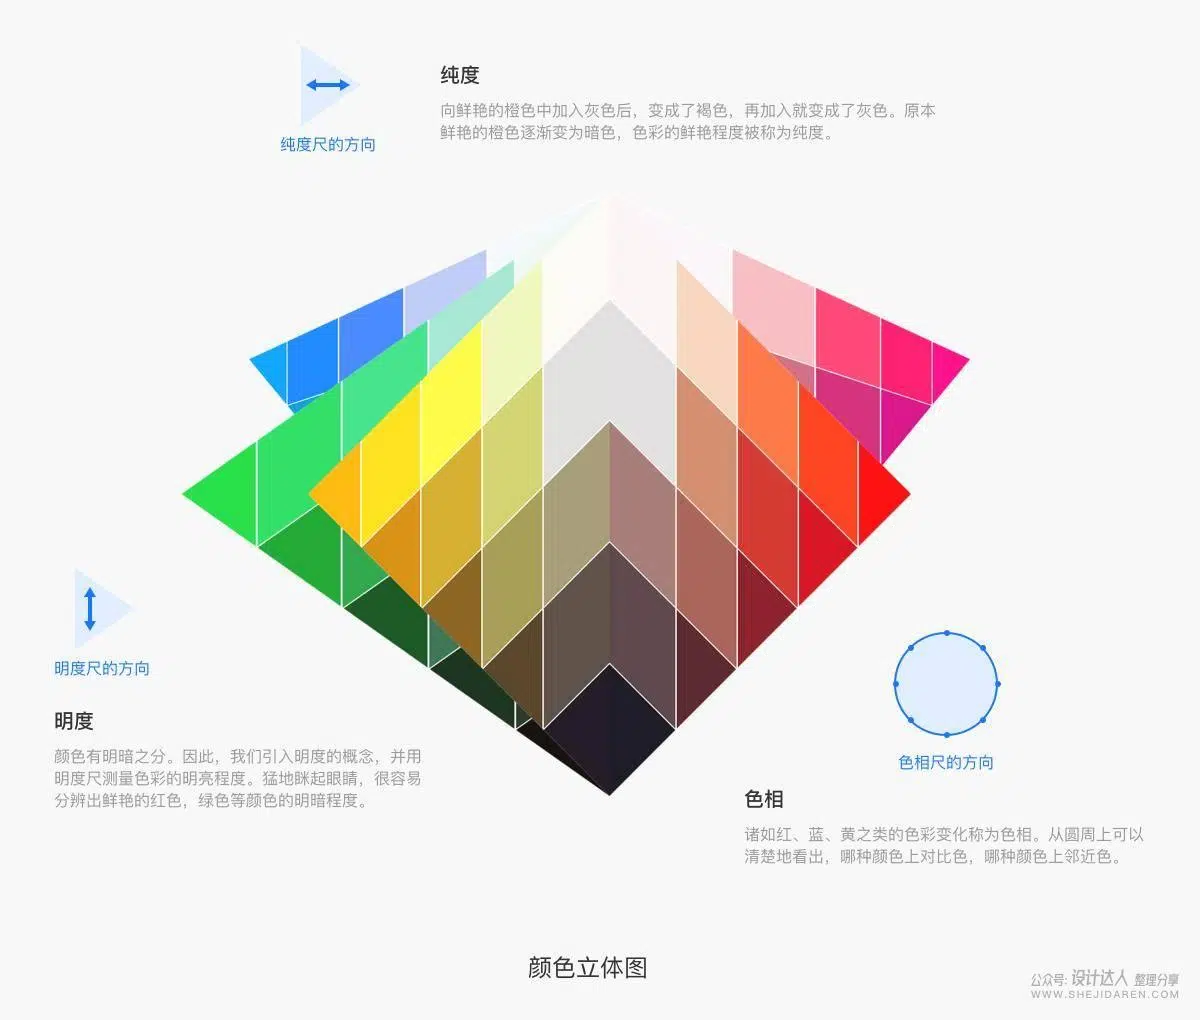 纯度
向鲜艳的橙色中加入灰色后，变成了褐色，再加入就变成了灰色。原本
鲜艳的橙色逐渐变为暗色，色彩的鲜艳程度被称为纯度。
纯度尺的方向
明度尺的方向
明度
颜色有明暗之分。因此，我们引入明度的概念，并用
明度尺测量色彩的明亮程度。猛地眯起眼睛，很容易
分辨出鲜艳的红色，绿色等颜色的明暗程度。
色相尺的方向
色相
诸如红、蓝、黄之类的色彩变化称为色相。从圆周上可以
清楚地看出，哪种颜色上对比色，哪种颜色上邻近色。
颜色立体图
公众号: 设计达人 整理分享
WWW.SHEJIDAREN.COM